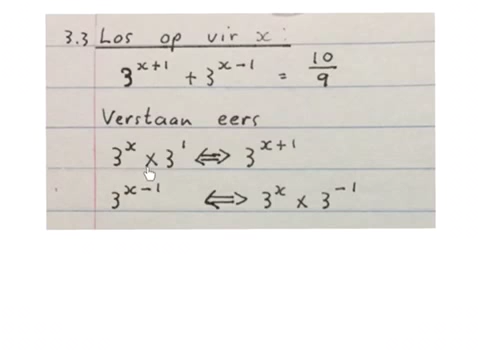 3.3 Los op vir x :
3^(x+1) + 3^(x-1) = 10/9
Verstaan eers
3^x × 3^1 ⟺ 3^(x+1)
3^(x-1) ⟺ 3^x × 3^(-1)